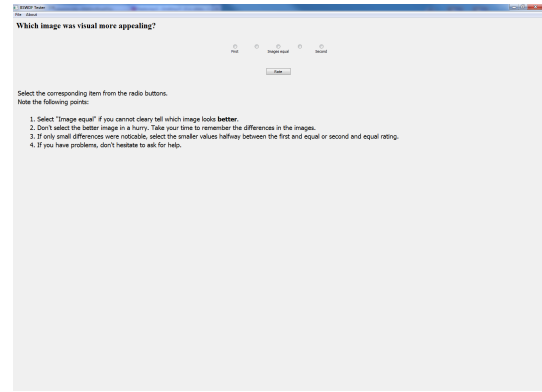 BSWDF Tester
File About
Which image was visual more appealing?
First Images equal Second
Rate
Select the corresponding item from the radio buttons.
Note the following points:
1. Select "Image equal" if you cannot cleary tell which image looks better.
2. Don't select the better image in a hurry. Take your time to remember the differences in the images.
3. If only small differences were noticable, select the smaller values halfway between the first and equal or second and equal rating.
4. If you have problems, don't hesitate to ask for help.